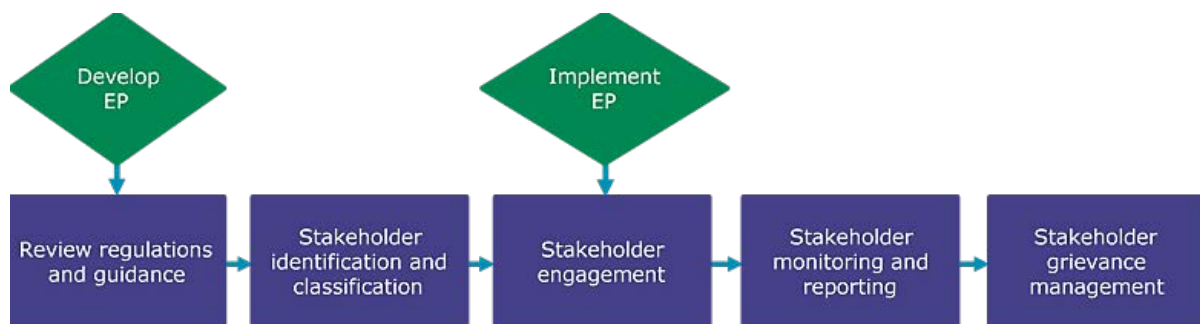 Develop
EP
Implement
EP
Review regulations
and guidance
Stakeholder
identification and
classification
Stakeholder
engagement
Stakeholder
monitoring and
reporting
Stakeholder
grievance
management